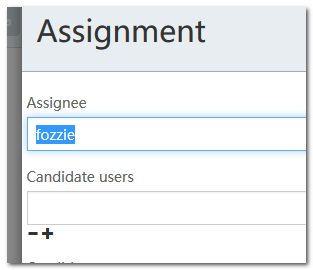 Assignment
Assignee
fozzie
Candidate users